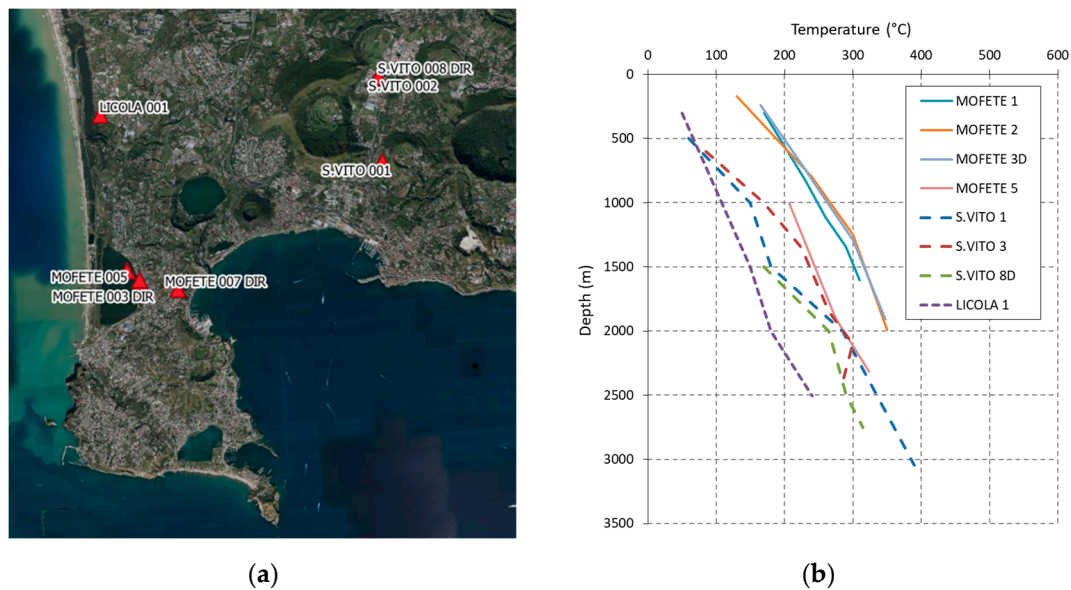 S.VITO 008 DIR
S.VITO 002
LICOLA 001
S.VITO 001
MOFETE 005
MOFETE 007 DIR
MOFETE 003 DIR
(a)
Temperature (°C)
0 100 200 300 400 500 600
0
500
1000
1500
2000
2500
3000
3500
Depth (m)
MOFETE 1
MOFETE 2
MOFETE 3D
MOFETE 5
S.VITO 1
S.VITO 3
S.VITO 8D
LICOLA 1
(b)